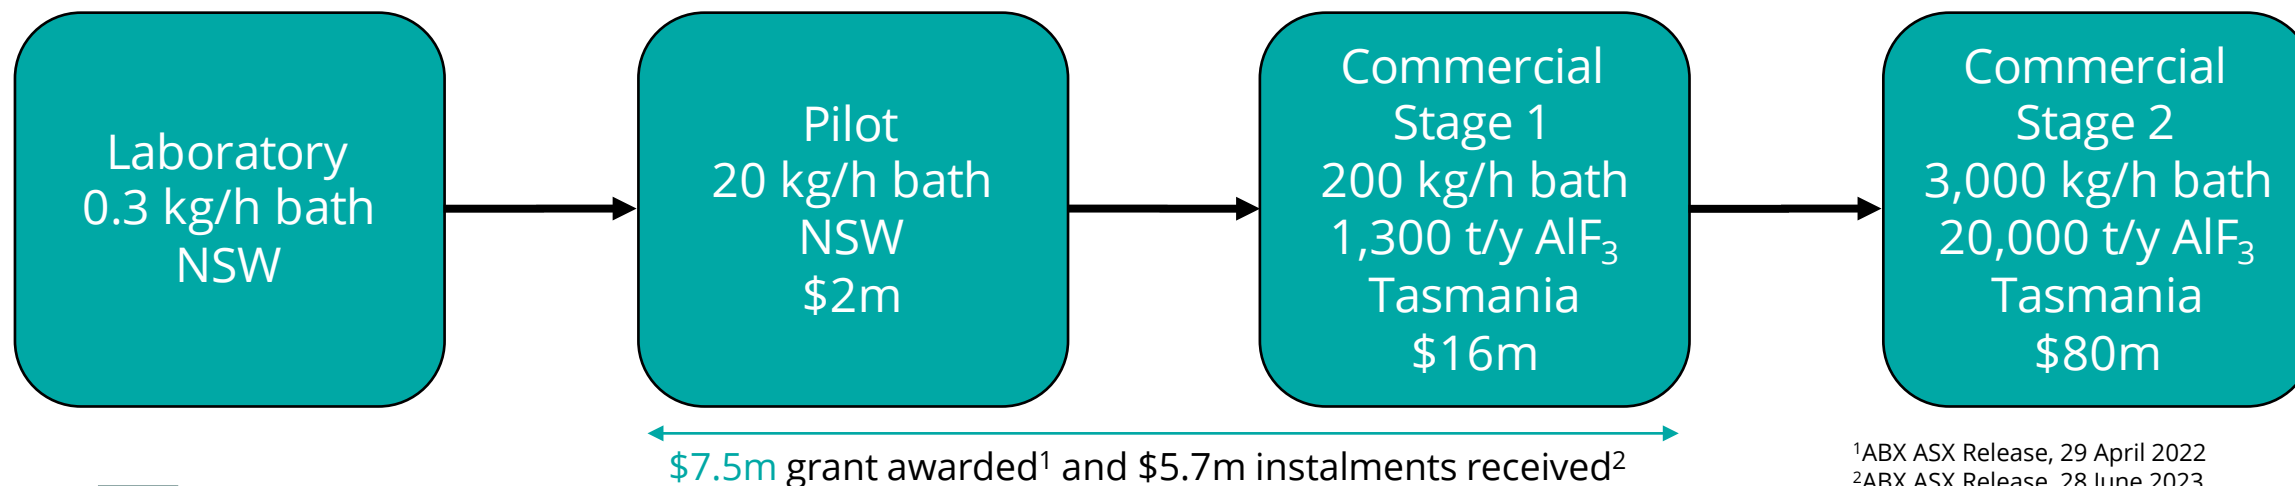 Laboratory
0.3 kg/h bath
NSW
Pilot
20 kg/h bath
NSW
$2m
Commercial
Stage 1
200 kg/h bath
1,300 t/y AlF₃
Tasmania
$16m
Commercial
Stage 2
3,000 kg/h bath
20,000 t/y AlF₃
Tasmania
$80m
$7.5m grant awarded¹ and $5.7m instalments received²
¹ABX ASX Release, 29 April 2022
²ABX ASX Release, 28 June 2023